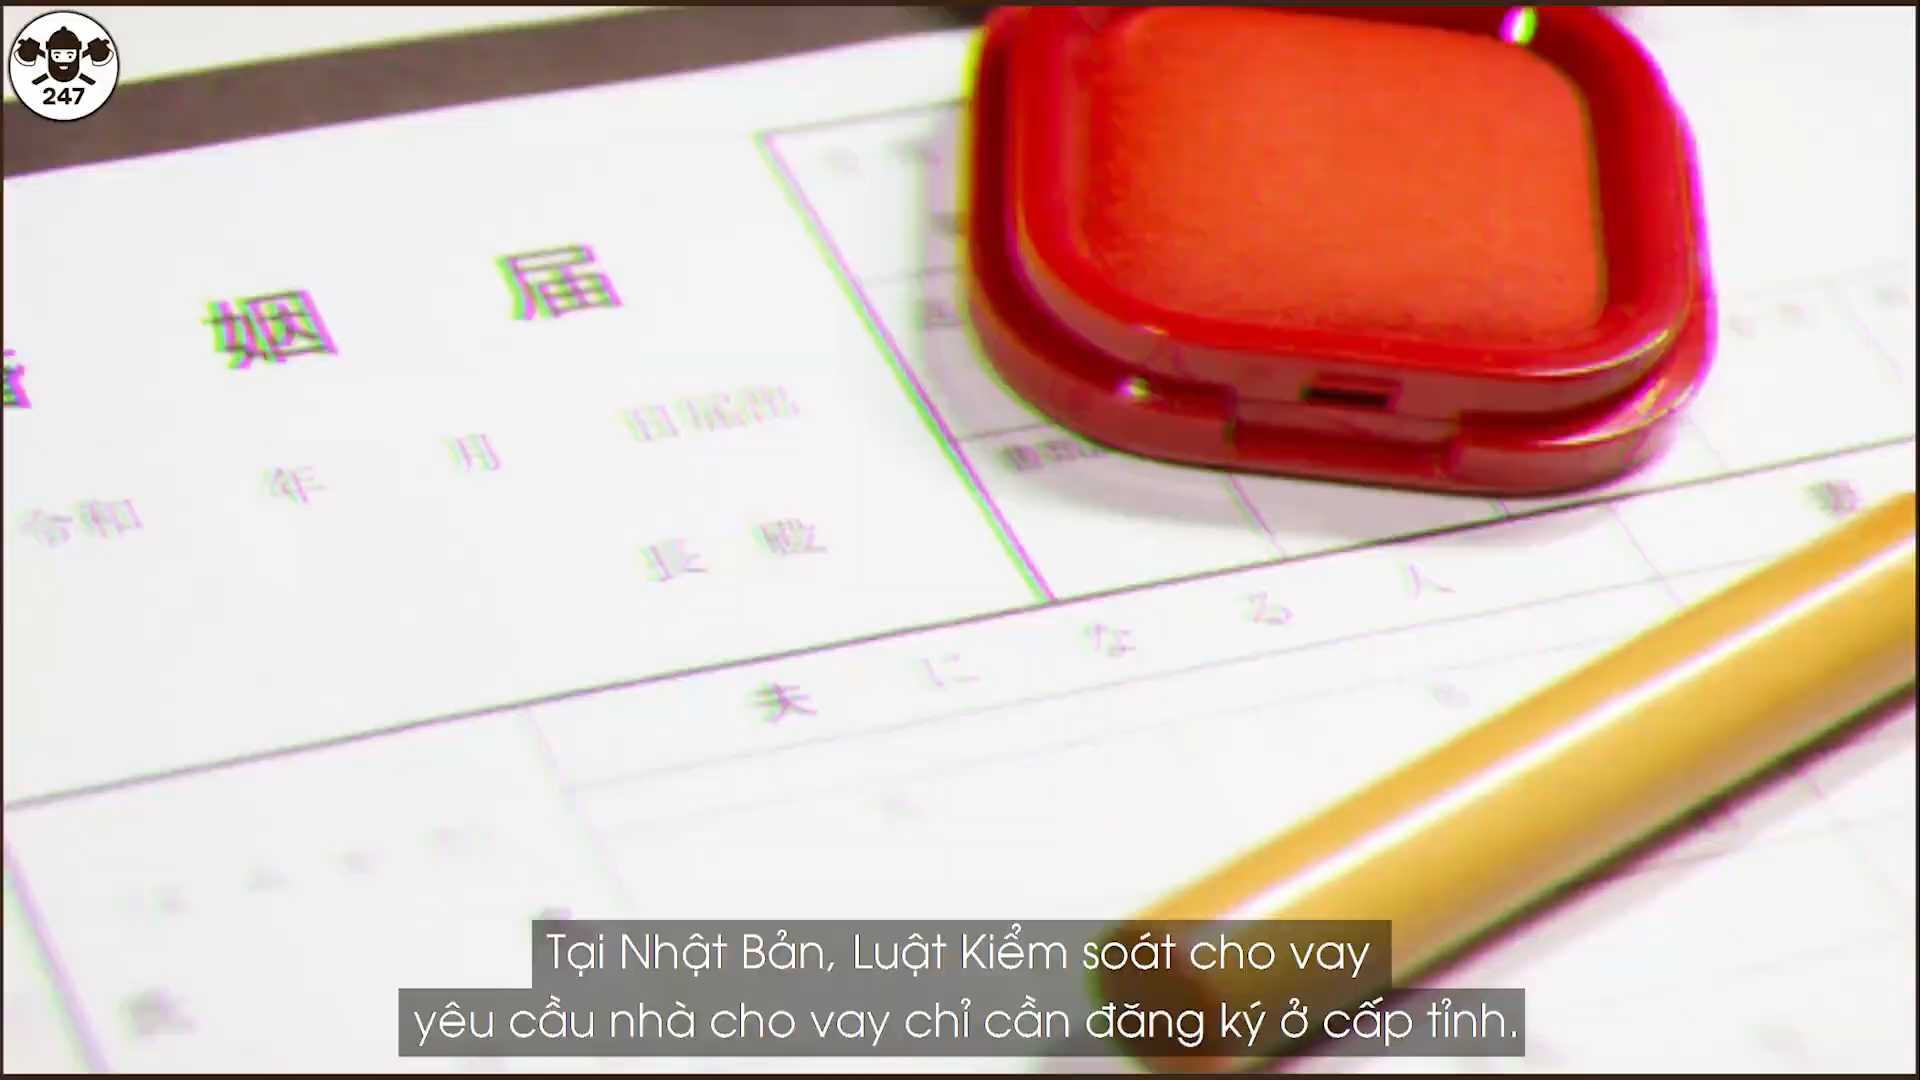 247
姻 届
令和 年 月 日届出
長 殿
夫 に な る 人
Tại Nhật Bản, Luật Kiểm soát cho vay
yêu cầu nhà cho vay chỉ cần đăng ký ở cấp tỉnh.